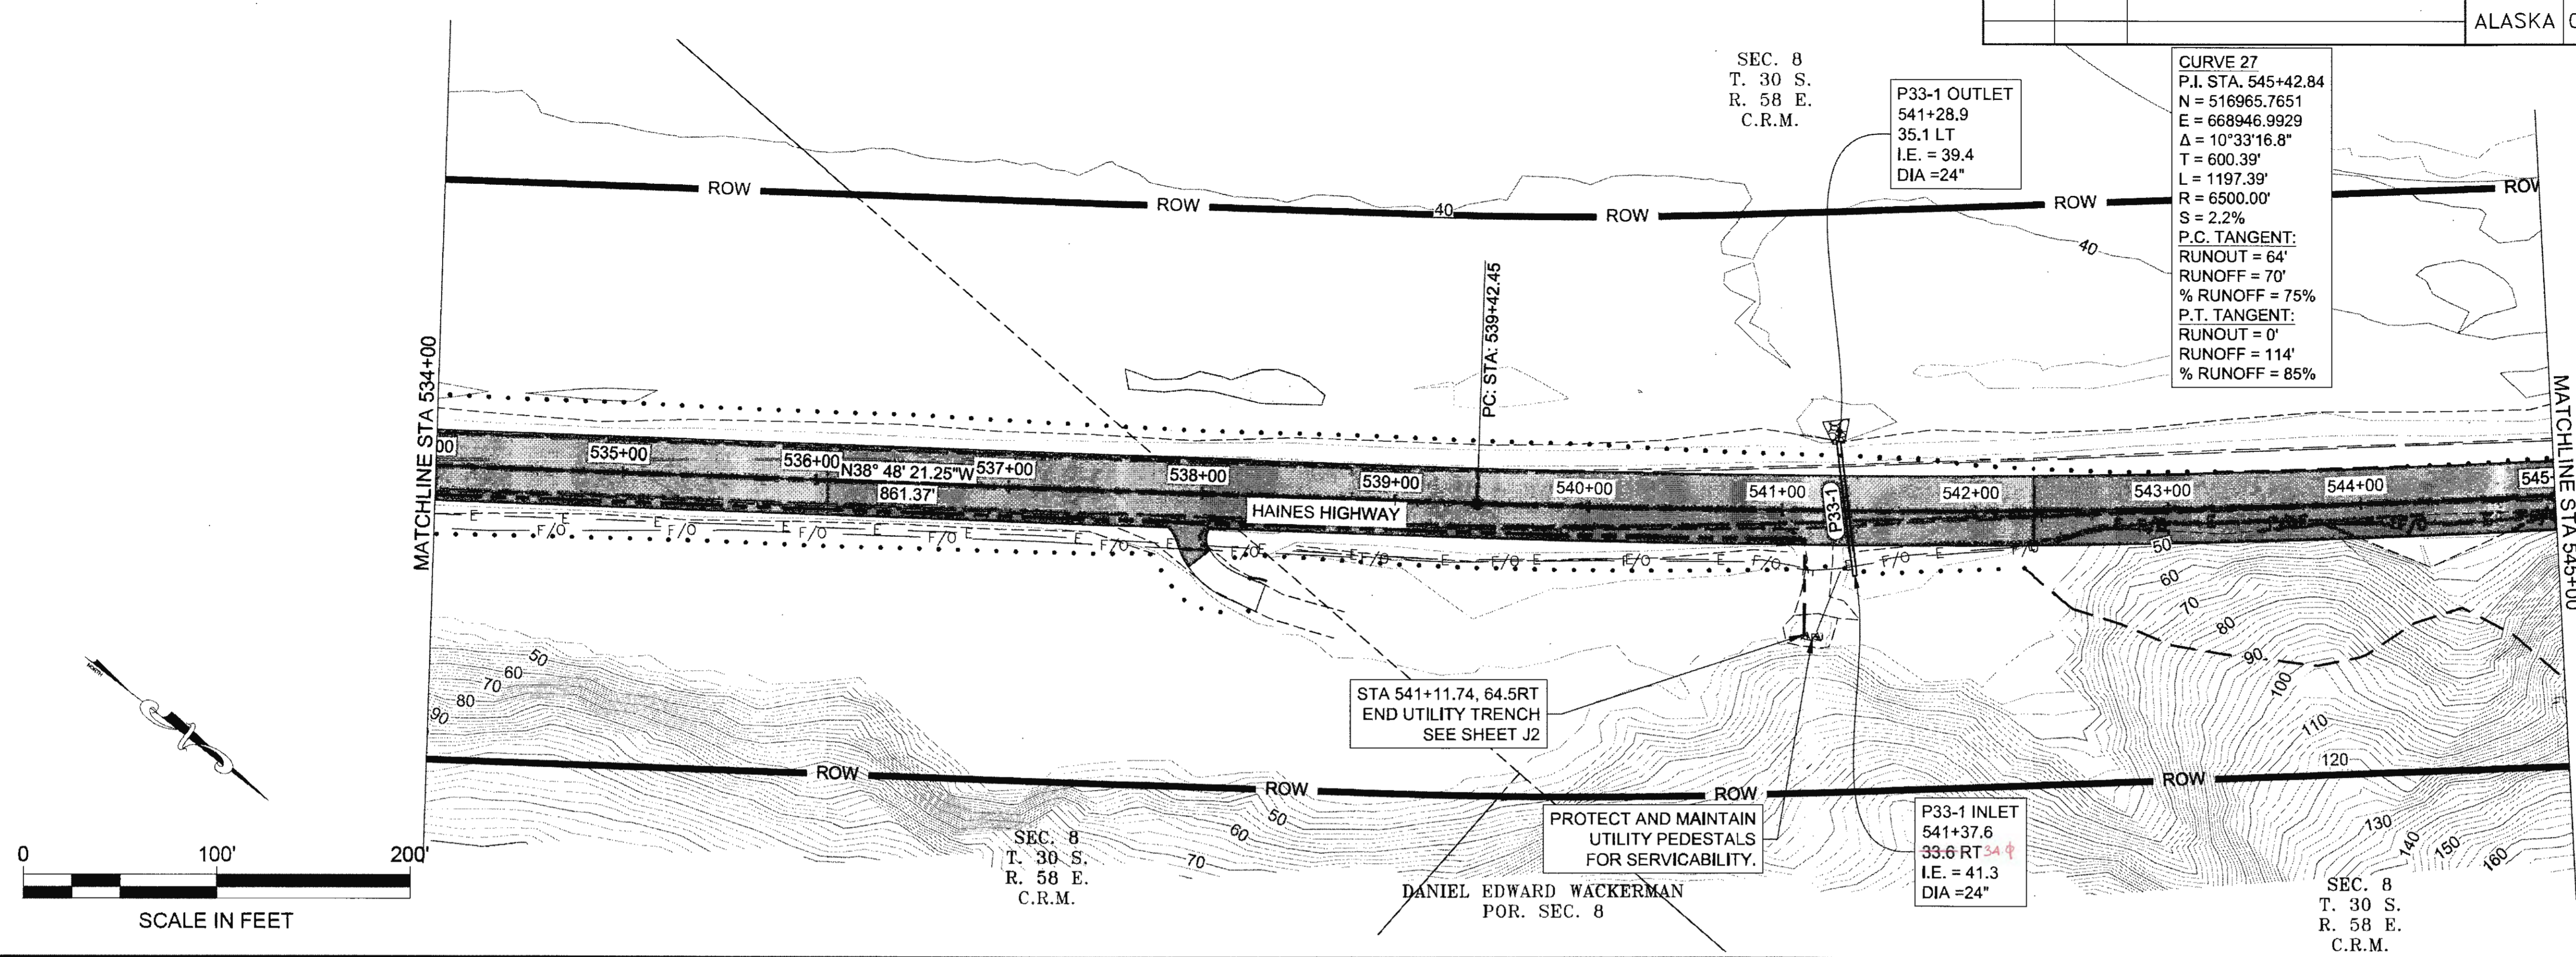 ALASKA
SEC. 8
T. 30 S.
R. 58 E.
C.R.M.
P33-1 OUTLET
541+28.9
35.1 LT
I.E. = 39.4
DIA =24"
CURVE 27
P.I. STA. 545+42.84
N = 516965.7651
E = 668946.9929
Δ = 10°33'16.8"
T = 600.39'
L = 1197.39'
R = 6500.00'
S = 2.2%
P.C. TANGENT:
RUNOUT = 64'
RUNOFF = 70'
% RUNOFF = 75%
P.T. TANGENT:
RUNOUT = 0'
RUNOFF = 114'
% RUNOFF = 85%
ROW
ROW
ROW
ROW
ROW
40
40
PC: STA: 539+42.45
MATCHLINE STA 534+00
MATCHLINE STA 545+00
00
535+00
536+00
N38° 48' 21.25"W
861.37'
537+00
538+00
539+00
540+00
541+00
542+00
543+00
544+00
545+
HAINES HIGHWAY
P33-1
E E E E E E
F/O F/O F/O F/O F/O
E F/O E E F/O E F/O E F/O E F/O E F/O E F/O
50
60
70
80
90
100
110
120
130
140
150
160
50
60
70
80
90
STA 541+11.74, 64.5RT
END UTILITY TRENCH
SEE SHEET J2
ROW
ROW
ROW
ROW
50
60
70
PROTECT AND MAINTAIN
UTILITY PEDESTALS
FOR SERVICABILITY.
P33-1 INLET
541+37.6
33.6 RT
I.E. = 41.3
DIA =24"
NORTH
0 100' 200'
SCALE IN FEET
SEC. 8
T. 30 S.
R. 58 E.
C.R.M.
DANIEL EDWARD WACKERMAN
POR. SEC. 8
SEC. 8
T. 30 S.
R. 58 E.
C.R.M.